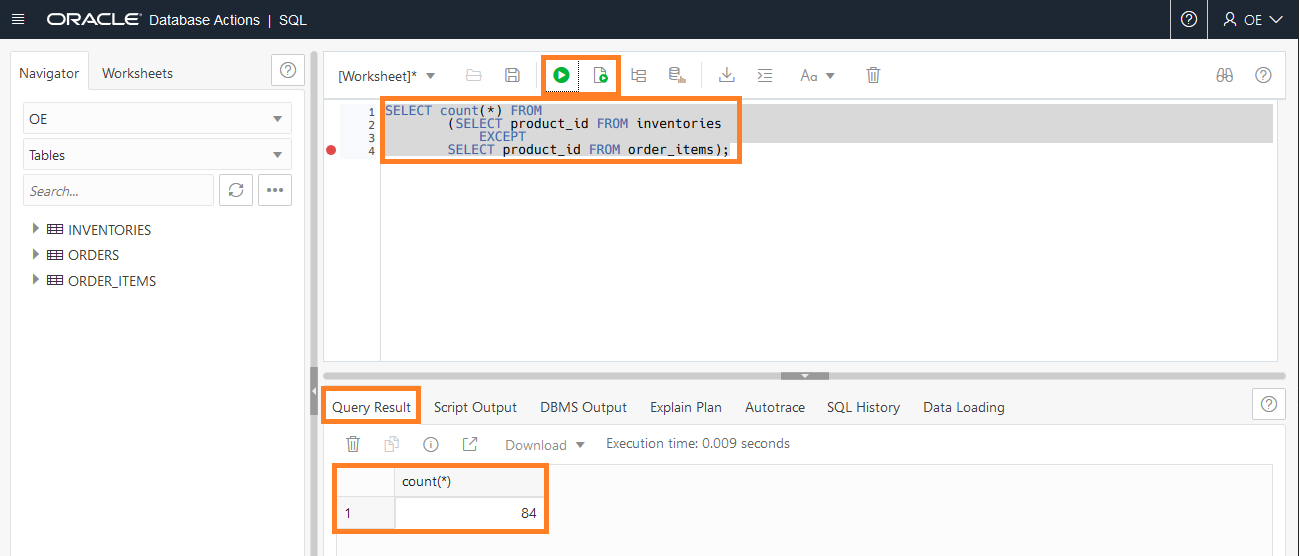 ORACLE Database Actions | SQL
OE
Navigator
Worksheets
OE
Tables
Search...
INVENTORIES
ORDERS
ORDER_ITEMS
[Worksheet]*
Aa
1 SELECT count(*) FROM
2 (SELECT product_id FROM inventories
3 EXCEPT
4 SELECT product_id FROM order_items);
Query Result
Script Output
DBMS Output
Explain Plan
Autotrace
SQL History
Data Loading
Download
Execution time: 0.009 seconds
count(*)
1 84